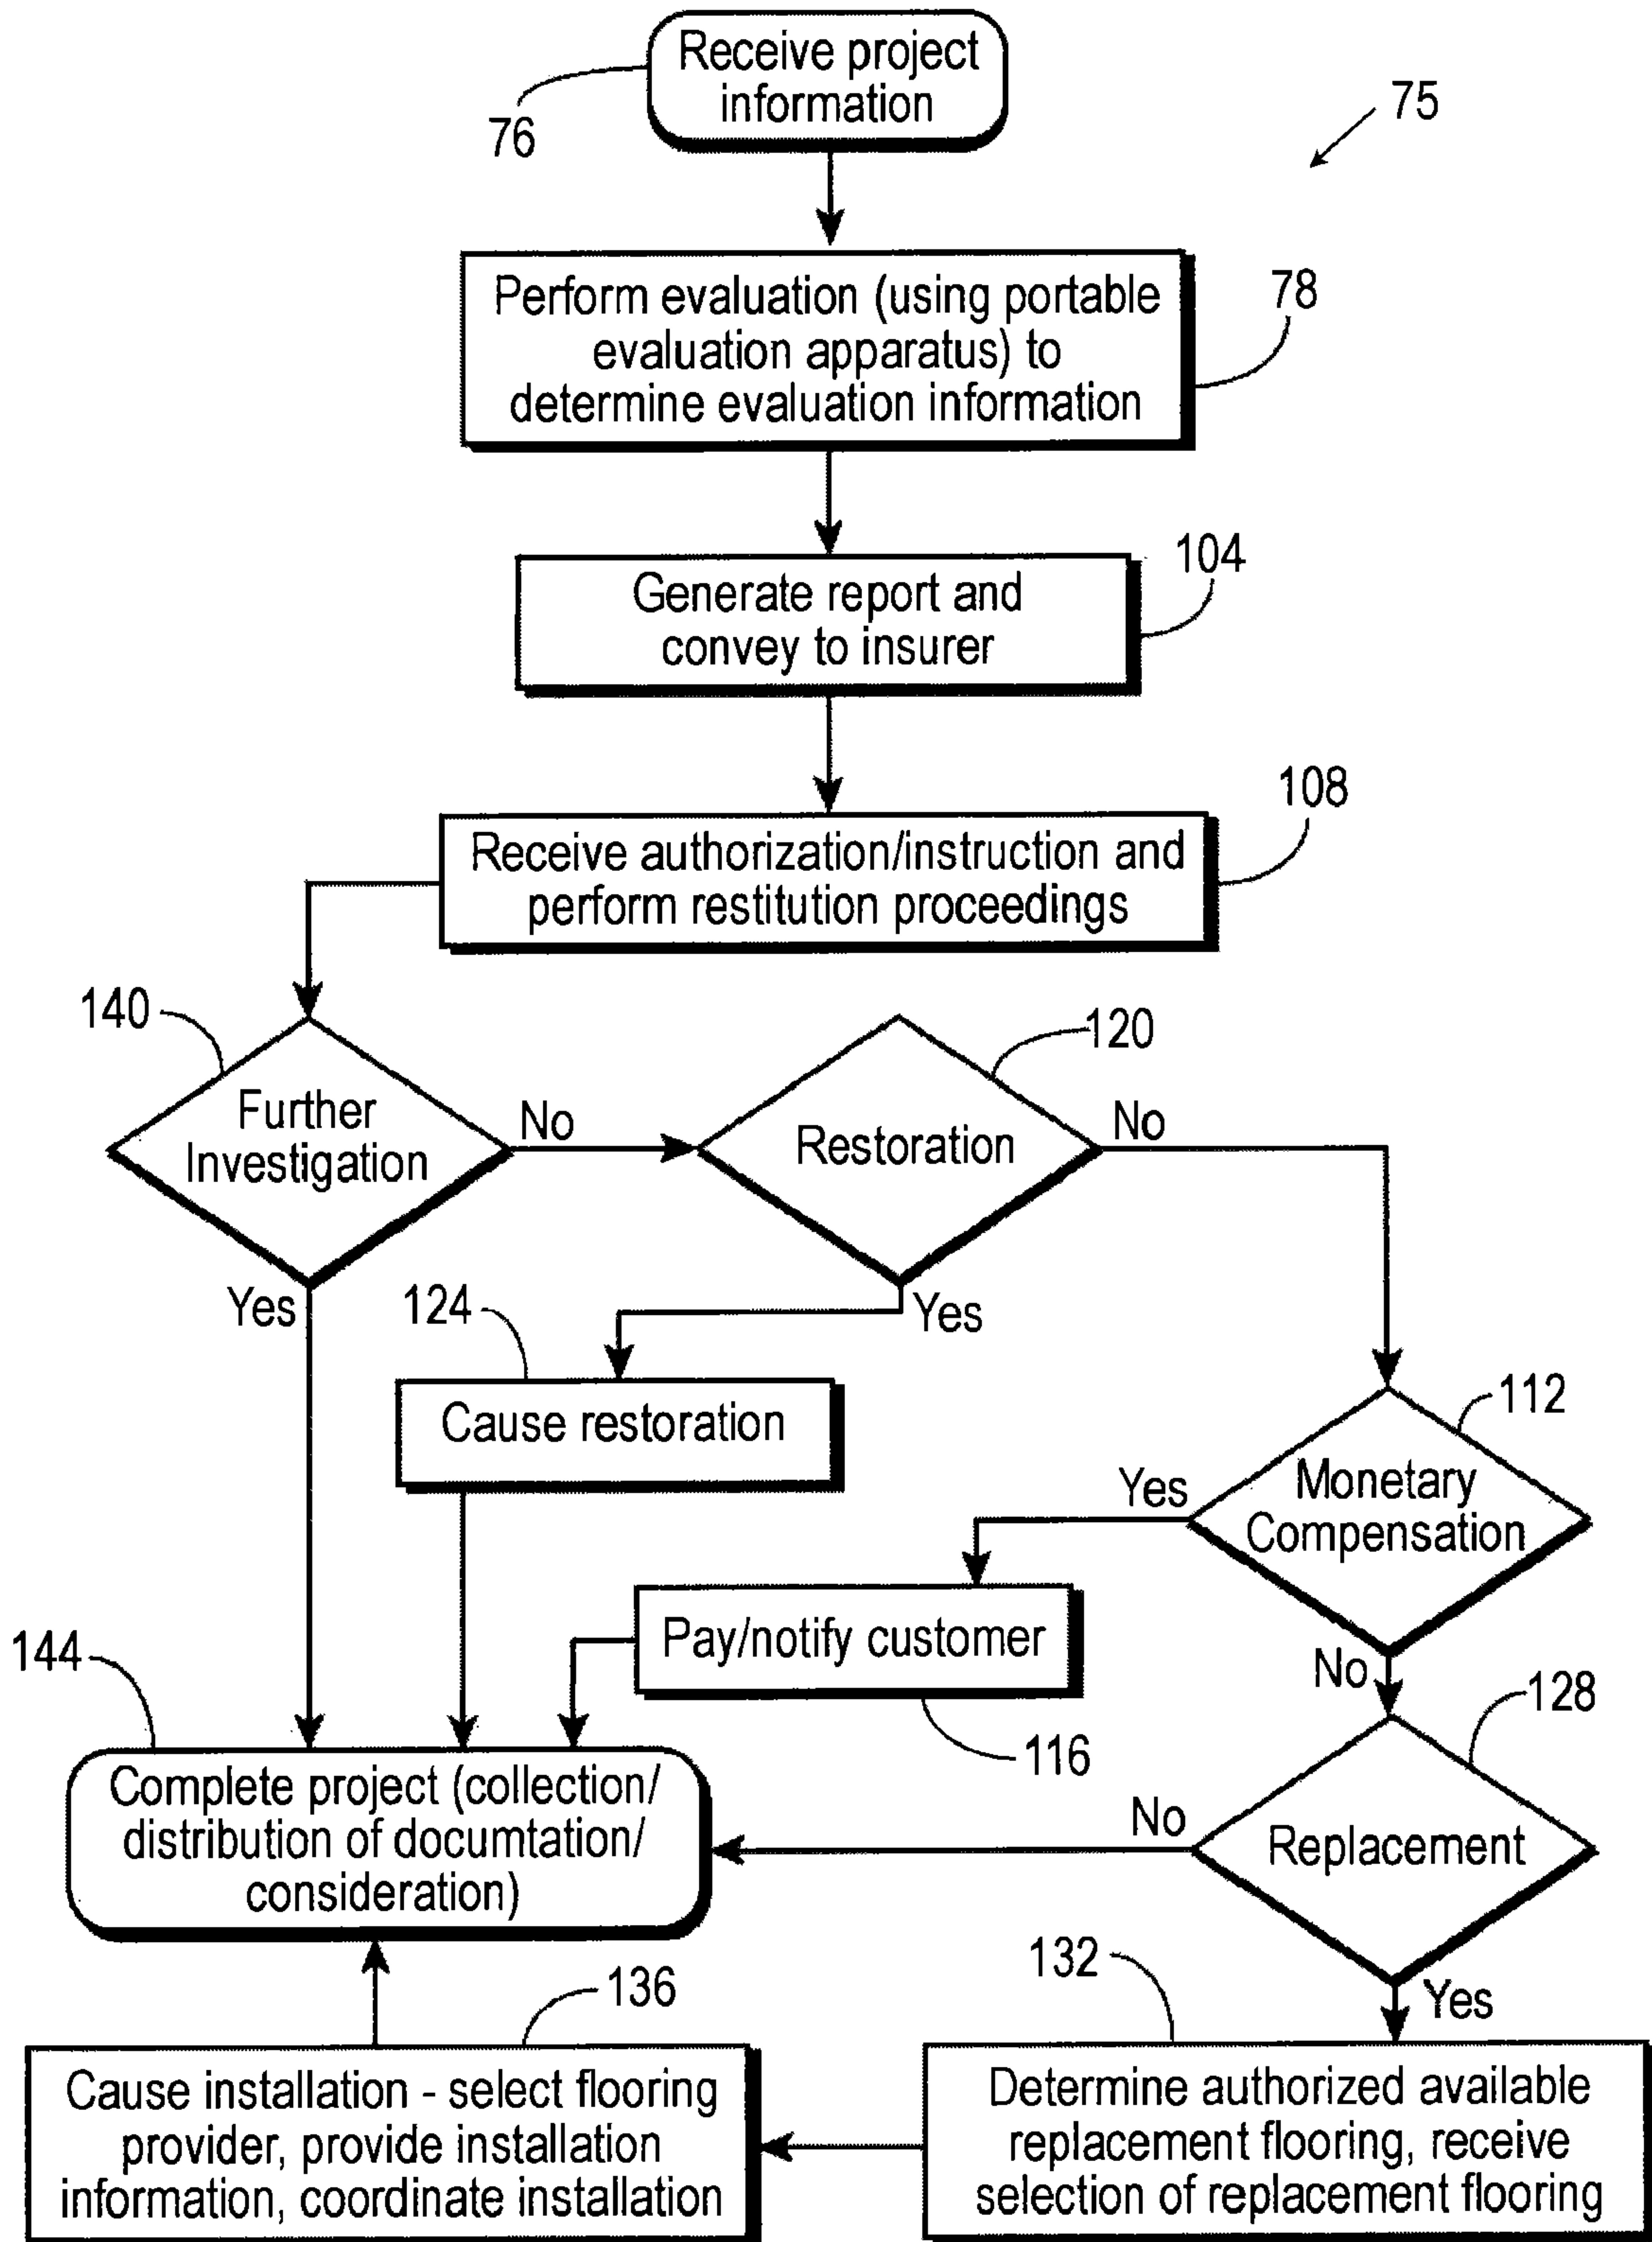 Receive project
information
76
75
Perform evaluation (using portable
evaluation apparatus) to
determine evaluation information
78
Generate report and
convey to insurer
104
Receive authorization/instruction and
perform restitution proceedings
108
140
Further
Investigation
No
Yes
120
Restoration
No
Yes
124
Cause restoration
112
Monetary
Compensation
Yes
No
Pay/notify customer
116
128
Replacement
No
Yes
144
Complete project (collection/
distribution of documtation/
consideration)
132
Determine authorized available
replacement flooring, receive
selection of replacement flooring
136
Cause installation - select flooring
provider, provide installation
information, coordinate installation